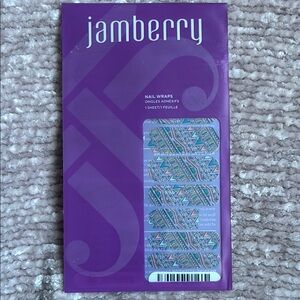 jamberry
NAIL WRAPS
ONGLES ADHÉSIFS
1 SHEET/1 FEUILLE